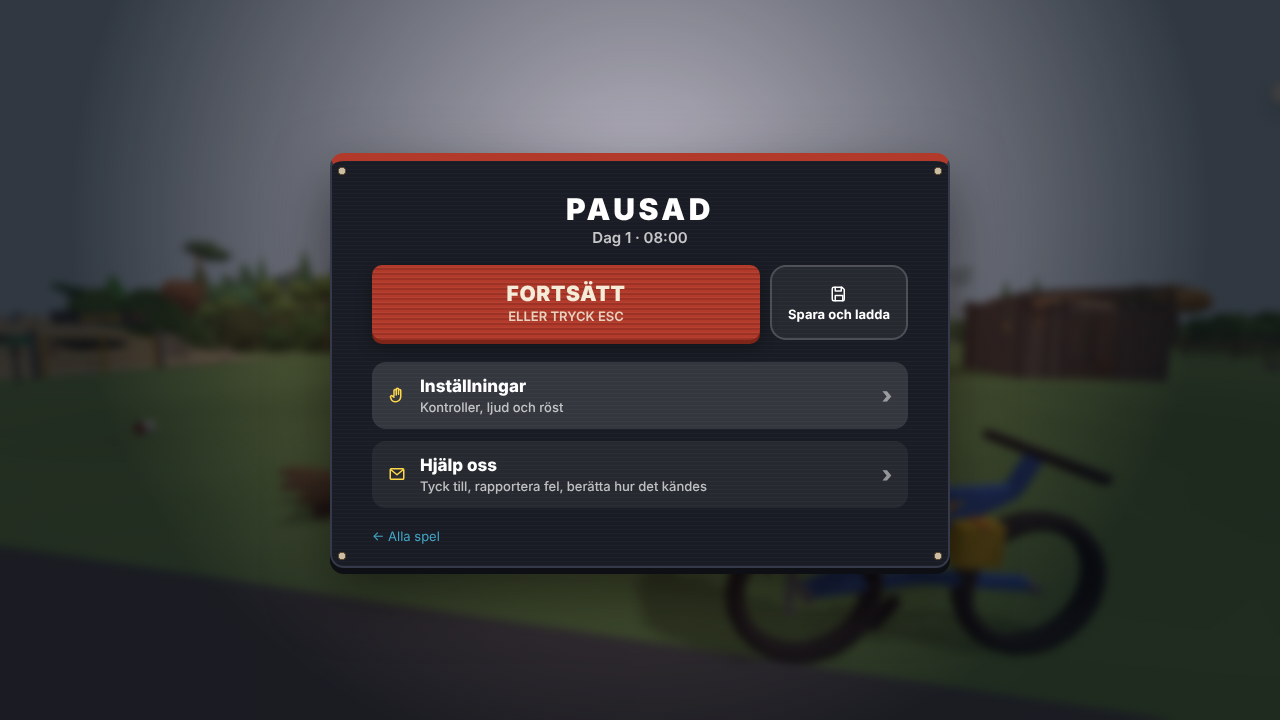 PAUSAD
Dag 1 · 08:00
FORTSÄTT
ELLER TRYCK ESC
Spara och ladda
Inställningar
Kontroller, ljud och röst
Hjälp oss
Tyck till, rapportera fel, berätta hur det kändes
← Alla spel